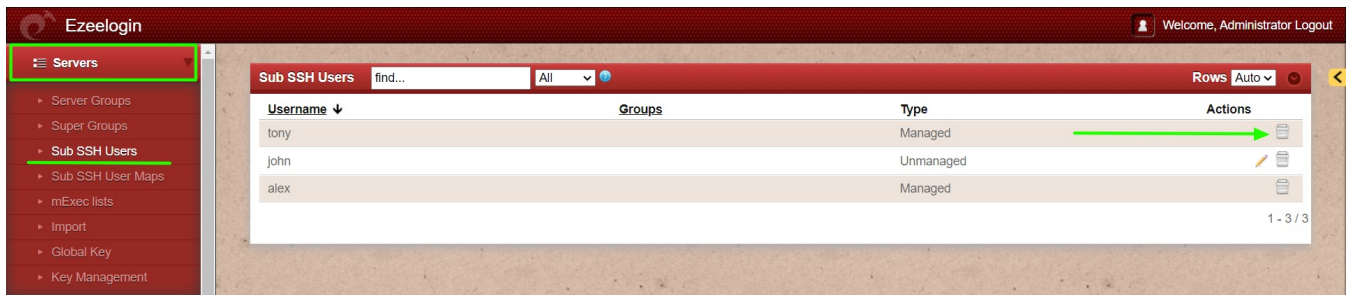 Ezeelogin
Welcome, Administrator Logout
Servers
Server Groups
Super Groups
Sub SSH Users
Sub SSH User Maps
mExec lists
Import
Global Key
Key Management
Sub SSH Users find... All Rows Auto
Username Groups Type Actions
tony Managed
john Unmanaged
alex Managed
1 - 3 / 3